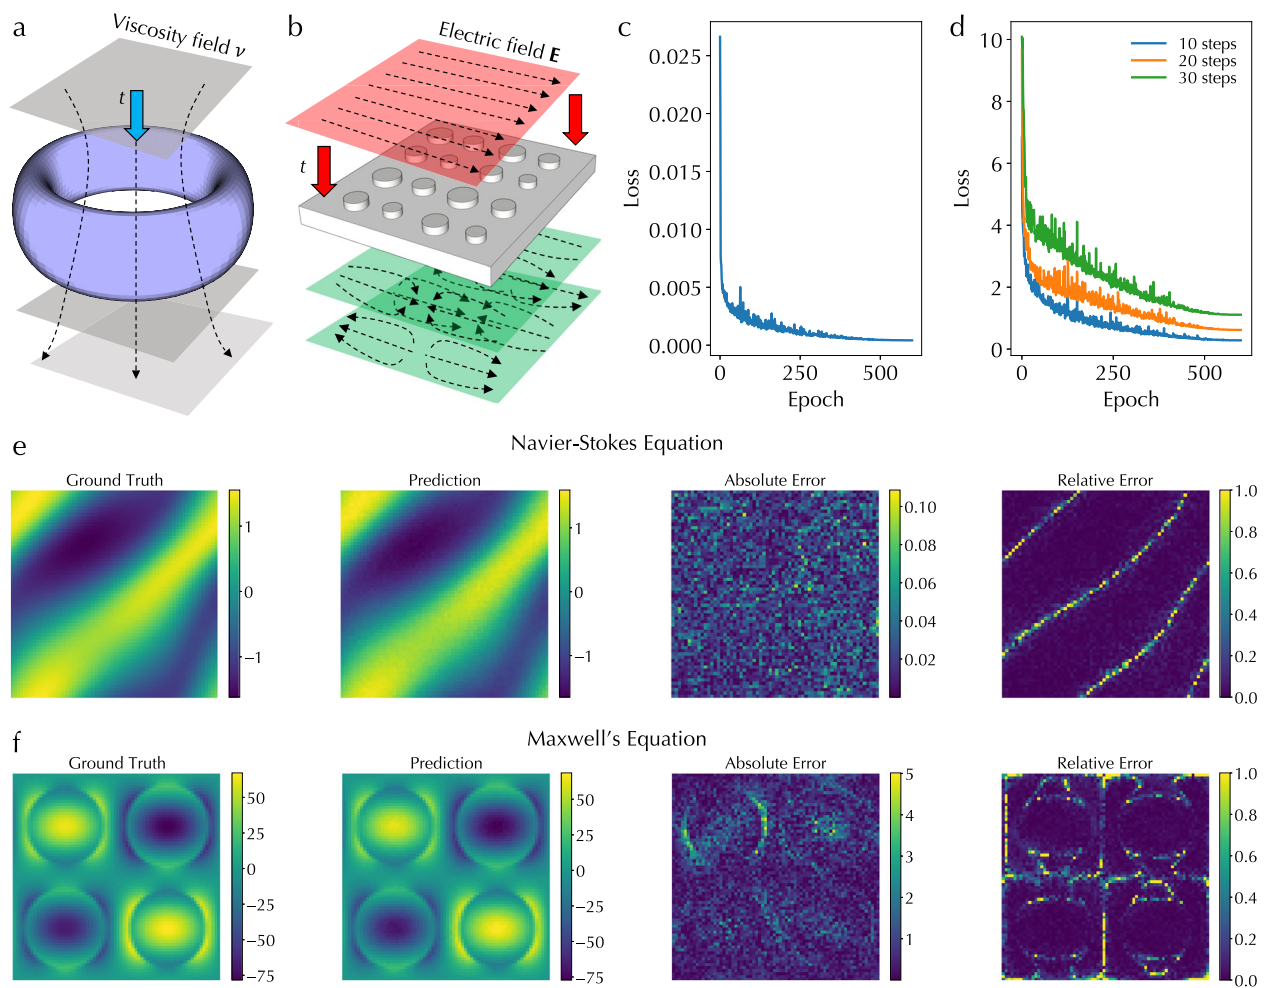 a
Viscosity field ν
t
b
Electric field E
t
c
0.025
0.020
0.015
0.010
0.005
0.000
Loss
0
250
500
Epoch
d
10 steps
20 steps
30 steps
10
8
6
4
2
0
Loss
0
250
500
Epoch
e
Navier-Stokes Equation
Ground Truth
1
0
−1
Prediction
1
0
−1
Absolute Error
0.10
0.08
0.06
0.04
0.02
Relative Error
1.0
0.8
0.6
0.4
0.2
0.0
f
Maxwell's Equation
Ground Truth
50
25
0
−25
−50
−75
Prediction
50
25
0
−25
−50
−75
Absolute Error
5
4
3
2
1
Relative Error
1.0
0.8
0.6
0.4
0.2
0.0